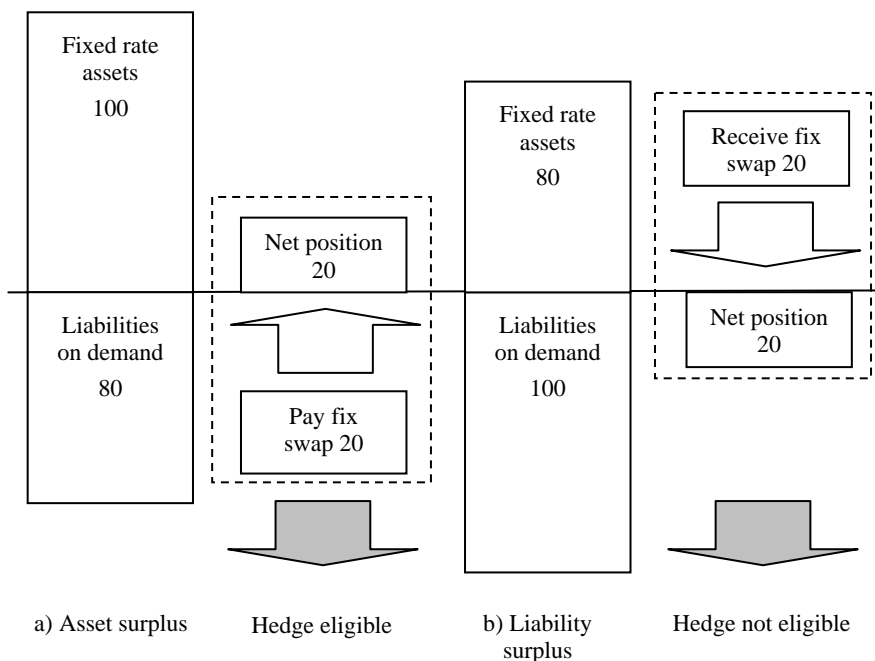 Fixed rate
assets
100
Liabilities
on demand
80
Net position
20
Pay fix
swap 20
Fixed rate
assets
80
Liabilities
on demand
100
Receive fix
swap 20
Net position
20
a) Asset surplus
Hedge eligible
b) Liability
surplus
Hedge not eligible